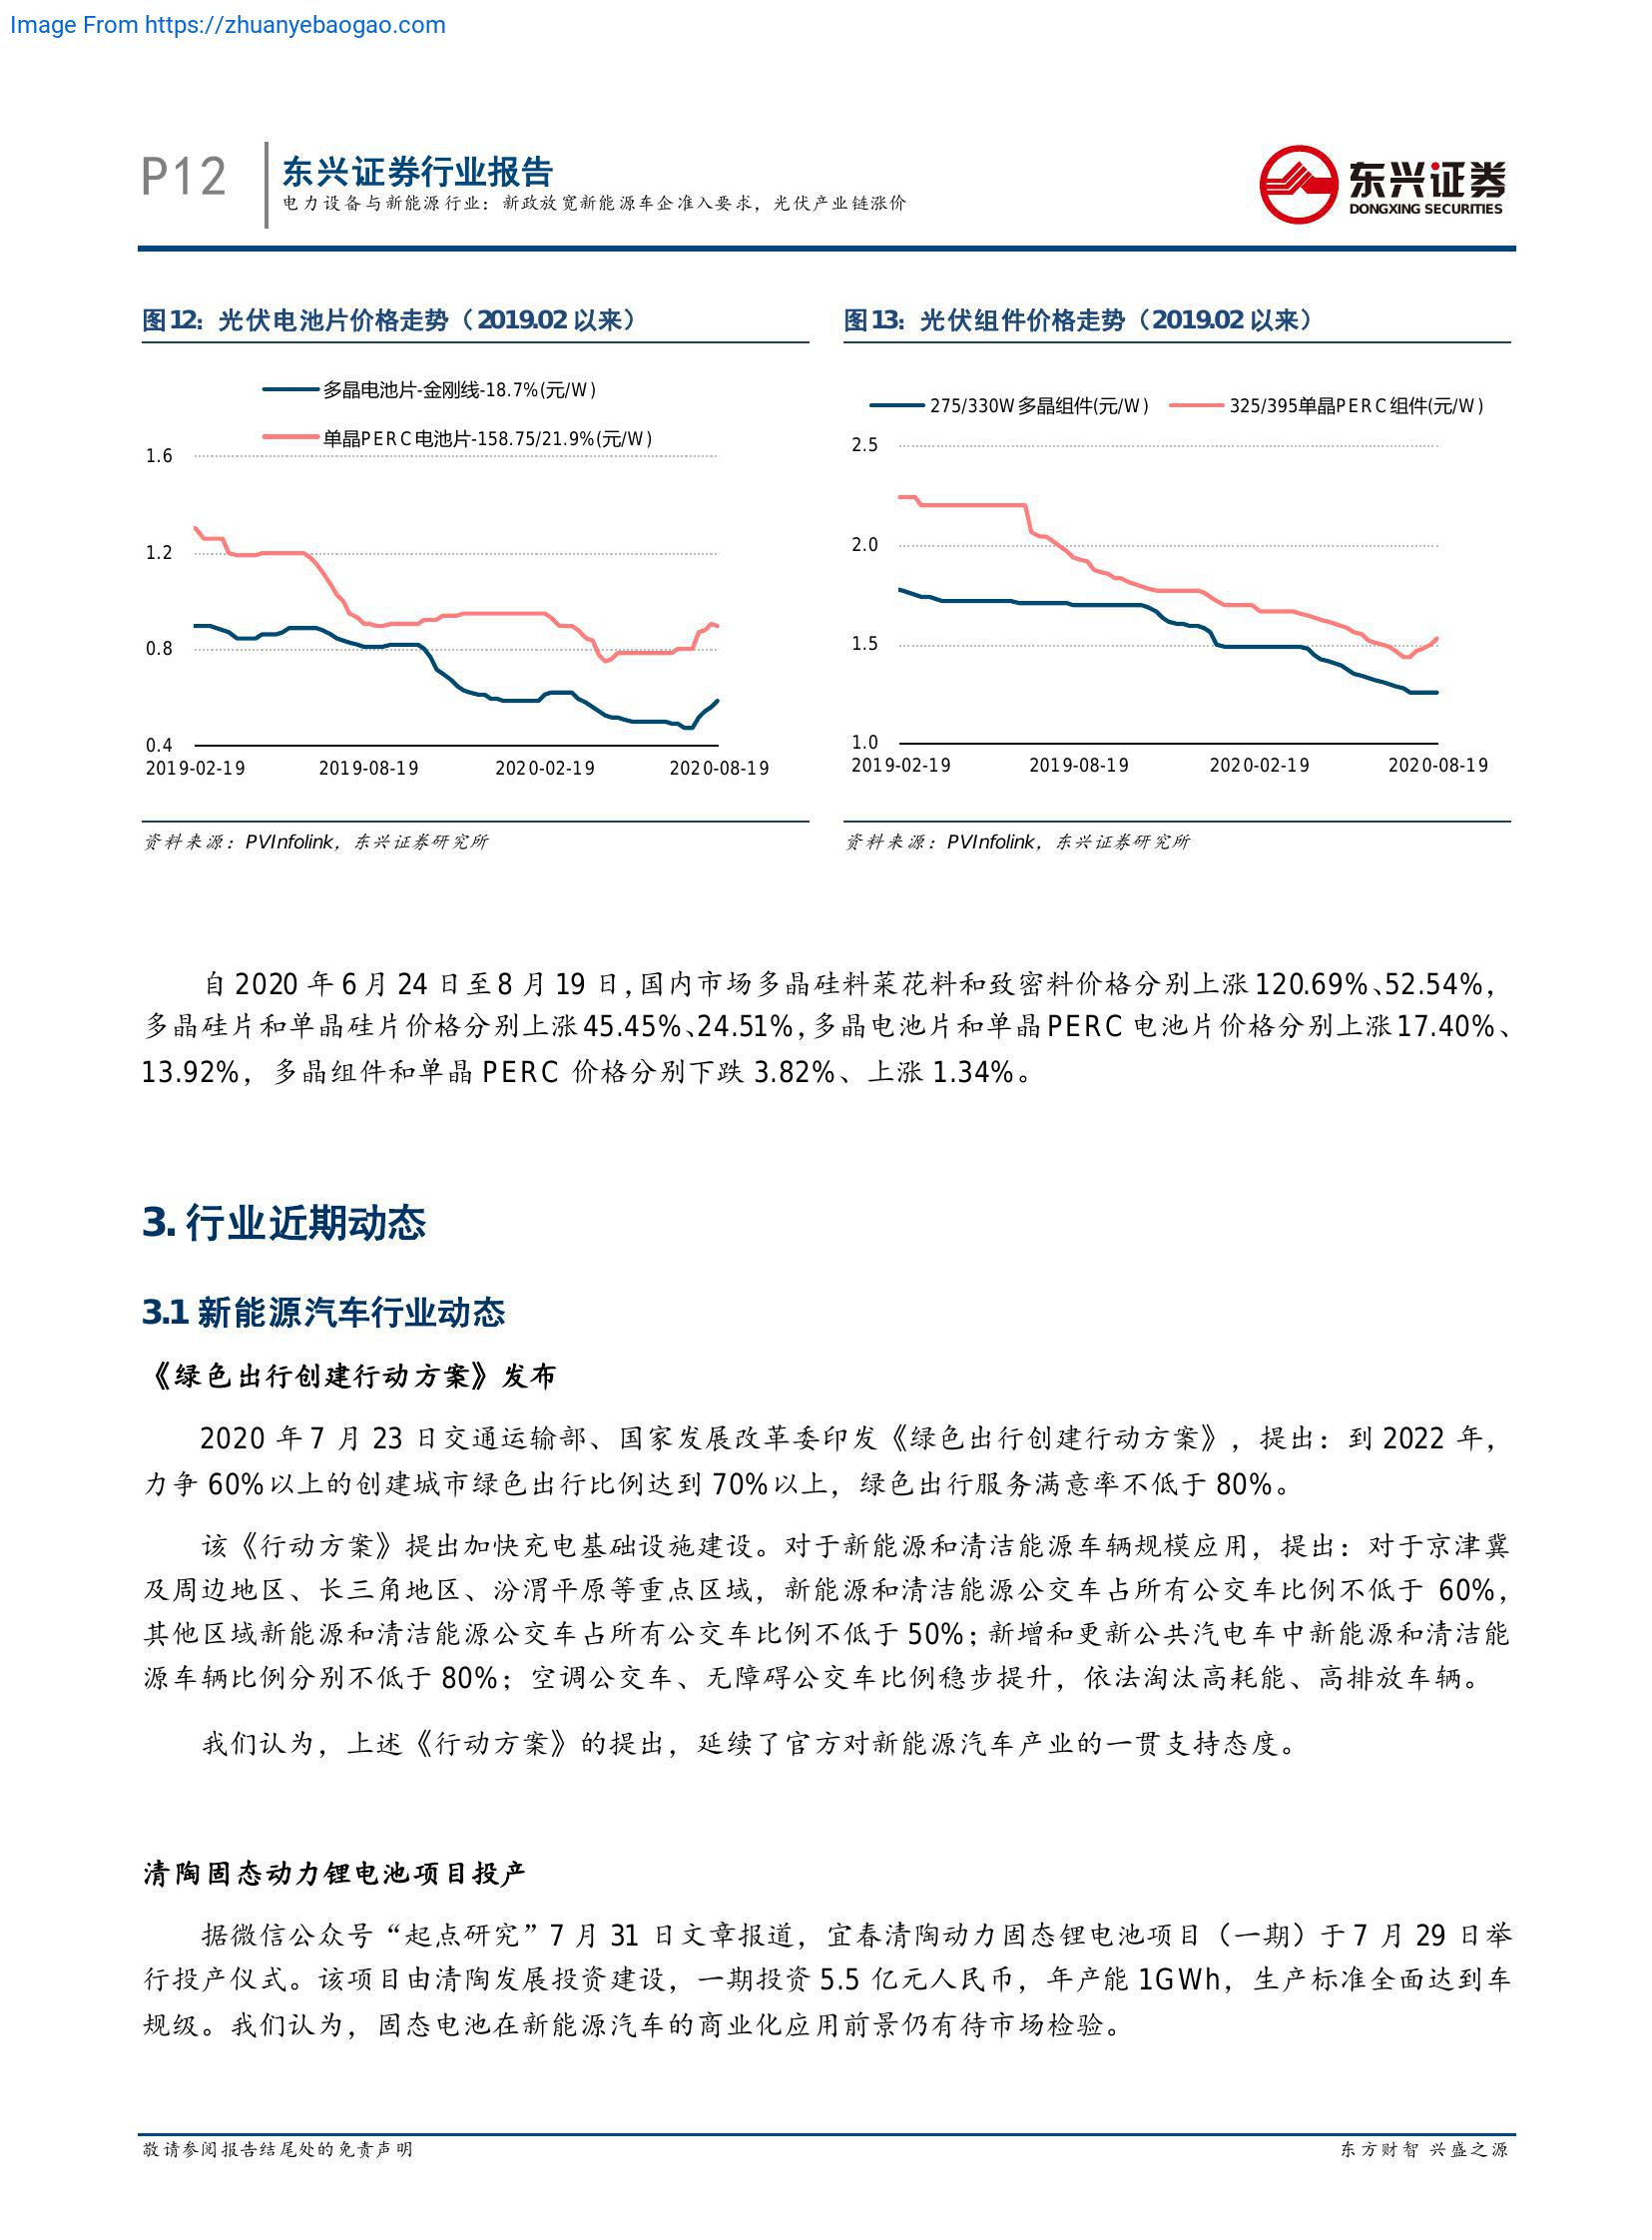 Image From https://zhuanyebaogao.com
P12
东兴证券行业报告
电力设备与新能源行业：新政放宽新能源车企准入要求，光伏产业链涨价
东兴证券
DONGXING SECURITIES
图12：光伏电池片价格走势（2019.02 以来）
多晶电池片-金刚线-18.7%(元/W)
单晶PERC电池片-158.75/21.9%(元/W)
1.6
1.2
0.8
0.4
2019-02-19 2019-08-19 2020-02-19 2020-08-19
资料来源：PVInfolink，东兴证券研究所
图13：光伏组件价格走势（2019.02 以来）
275/330W多晶组件(元/W) 325/395单晶PERC组件(元/W)
2.5
2.0
1.5
1.0
2019-02-19 2019-08-19 2020-02-19 2020-08-19
资料来源：PVInfolink，东兴证券研究所
自 2020 年 6 月 24 日至 8 月 19 日，国内市场多晶硅料菜花料和致密料价格分别上涨 120.69%、52.54%，
多晶硅片和单晶硅片价格分别上涨 45.45%、24.51%，多晶电池片和单晶 PERC 电池片价格分别上涨 17.40%、
13.92%，多晶组件和单晶 PERC 价格分别下跌 3.82%、上涨 1.34%。
3. 行业近期动态
3.1 新能源汽车行业动态
《绿色出行创建行动方案》发布
2020 年 7 月 23 日交通运输部、国家发展改革委印发《绿色出行创建行动方案》，提出：到 2022 年，
力争 60%以上的创建城市绿色出行比例达到 70%以上，绿色出行服务满意率不低于 80%。
该《行动方案》提出加快充电基础设施建设。对于新能源和清洁能源车辆规模应用，提出：对于京津冀
及周边地区、长三角地区、汾渭平原等重点区域，新能源和清洁能源公交车占所有公交车比例不低于 60%，
其他区域新能源和清洁能源公交车占所有公交车比例不低于 50%；新增和更新公共汽电车中新能源和清洁能
源车辆比例分别不低于 80%；空调公交车、无障碍公交车比例稳步提升，依法淘汰高耗能、高排放车辆。
我们认为，上述《行动方案》的提出，延续了官方对新能源汽车产业的一贯支持态度。
清陶固态动力锂电池项目投产
据微信公众号“起点研究”7 月 31 日文章报道，宜春清陶动力固态锂电池项目（一期）于 7 月 29 日举
行投产仪式。该项目由清陶发展投资建设，一期投资 5.5 亿元人民币，年产能 1GWh，生产标准全面达到车
规级。我们认为，固态电池在新能源汽车的商业化应用前景仍有待市场检验。
敬请参阅报告结尾处的免责声明
东方财智 兴盛之源